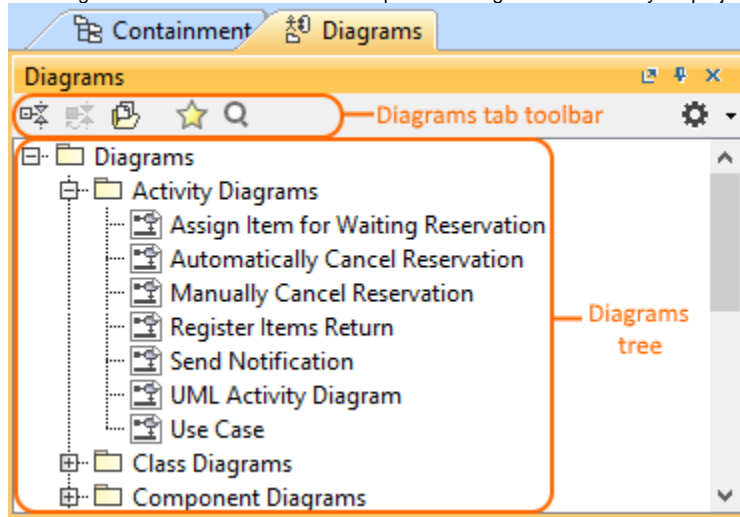 Containment Diagrams
Diagrams
Diagrams tab toolbar
Diagrams
Activity Diagrams
Assign Item for Waiting Reservation
Automatically Cancel Reservation
Manually Cancel Reservation
Register Items Return
Send Notification
UML Activity Diagram
Use Case
Class Diagrams
Component Diagrams
Diagrams
tree